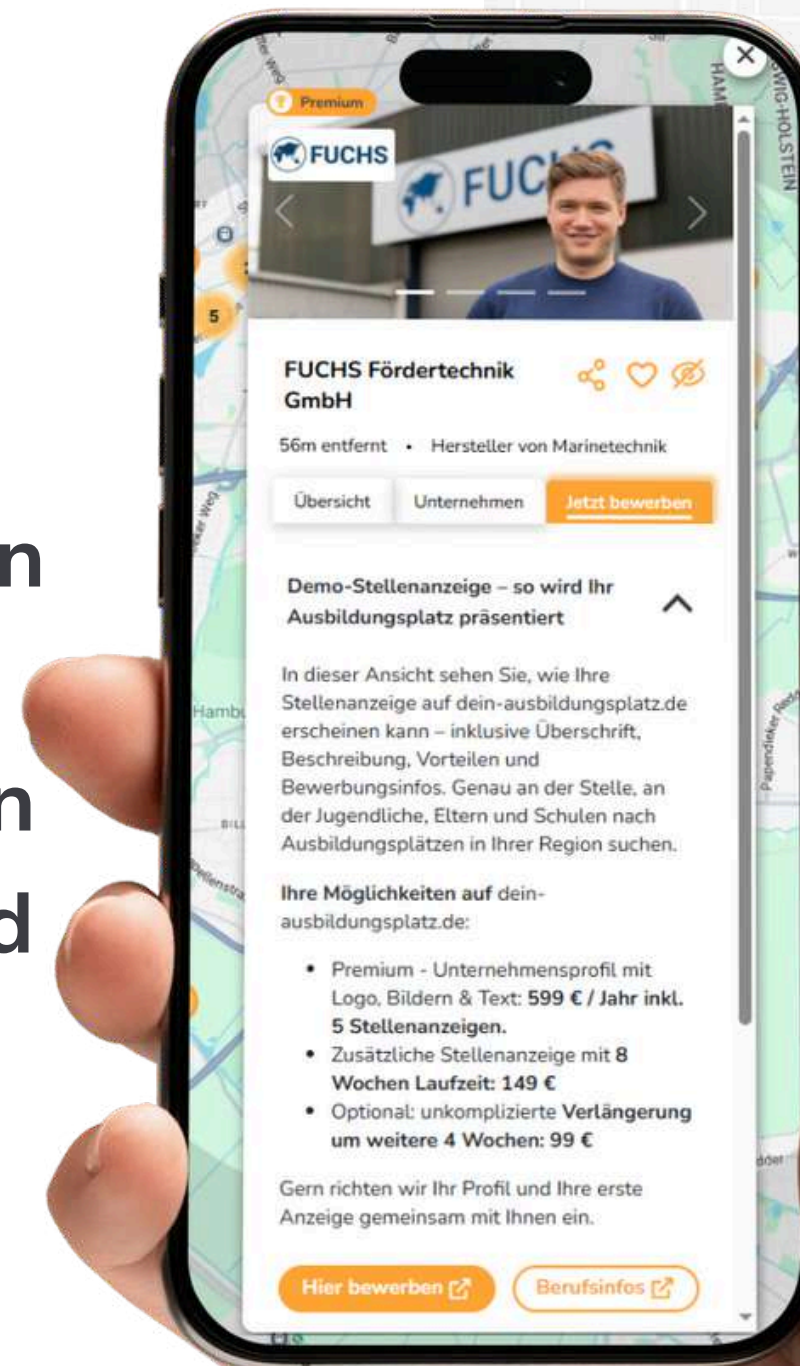 Premium
FUCHS
FUCHS
FUCHS Fördertechnik
GmbH
56m entfernt • Hersteller von Marinetechnik
Übersicht Unternehmen Jetzt bewerben
Demo-Stellenanzeige – so wird Ihr
Ausbildungsplatz präsentiert
In dieser Ansicht sehen Sie, wie Ihre
Stellenanzeige auf dein-ausbildungsplatz.de
erscheinen kann – inklusive Überschrift,
Beschreibung, Vorteilen und
Bewerbungsinfos. Genau an der Stelle, an
der Jugendliche, Eltern und Schulen nach
Ausbildungsplätzen in Ihrer Region suchen.
Ihre Möglichkeiten auf dein-
ausbildungsplatz.de:
• Premium - Unternehmensprofil mit
Logo, Bildern & Text: 599 € / Jahr inkl.
5 Stellenanzeigen.
• Zusätzliche Stellenanzeige mit 8
Wochen Laufzeit: 149 €
• Optional: unkomplizierte Verlängerung
um weitere 4 Wochen: 99 €
Gern richten wir Ihr Profil und Ihre erste
Anzeige gemeinsam mit Ihnen ein.
Hier bewerben Berufsinfos
5
n
n
d